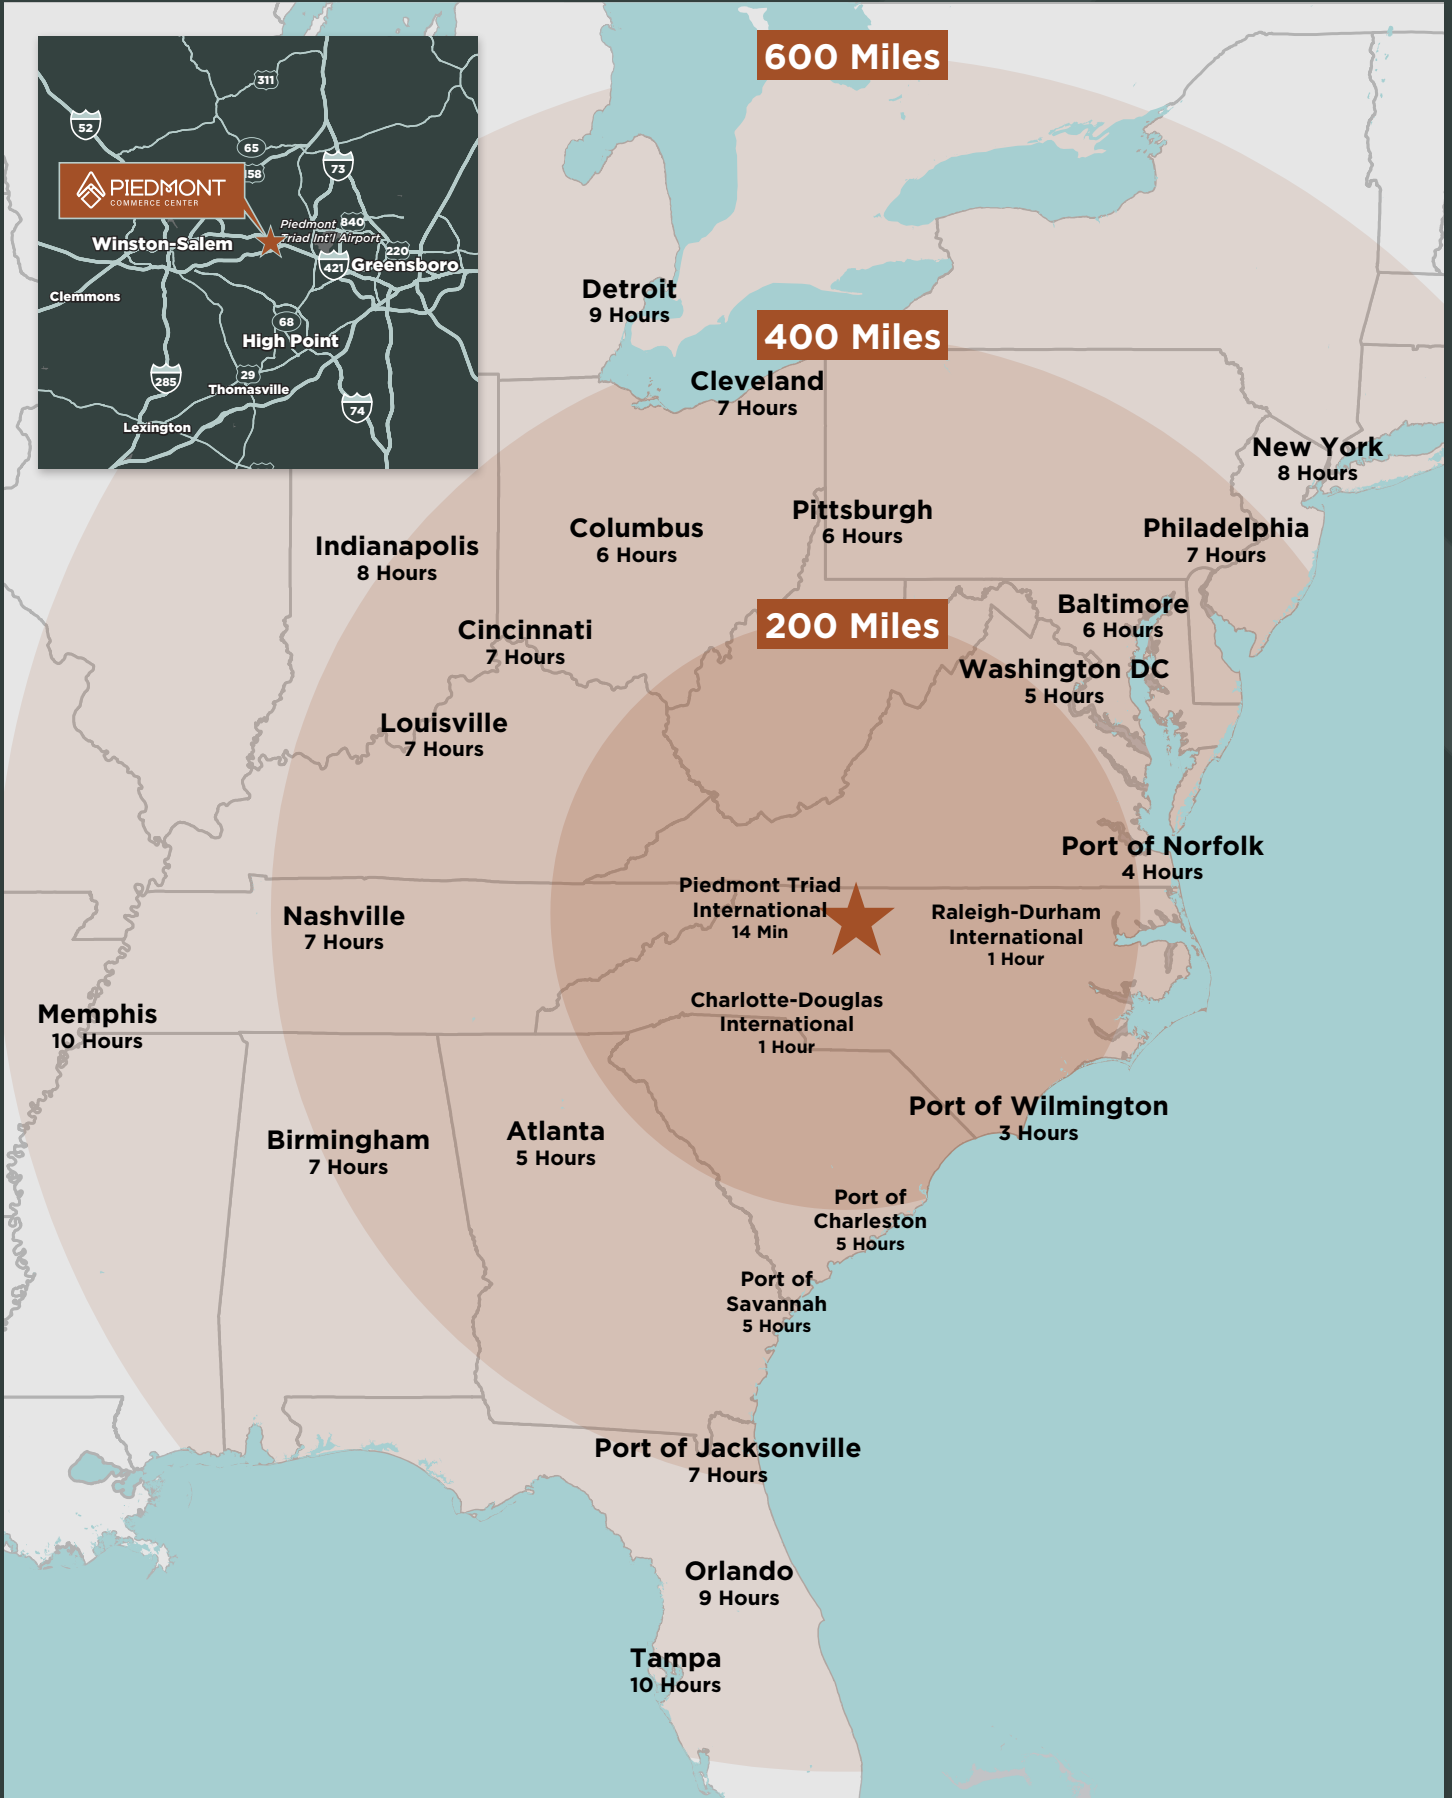 600 Miles
311
52
65
158
73
PIEDMONT
COMMERCE CENTER
Piedmont
Triad Int'l Airport
840
Winston-Salem
220
421
Greensboro
Clemmons
68
High Point
29
285
Thomasville
74
Lexington
Detroit
9 Hours
400 Miles
Cleveland
7 Hours
New York
8 Hours
Pittsburgh
6 Hours
Columbus
6 Hours
Philadelphia
7 Hours
Indianapolis
8 Hours
Baltimore
6 Hours
200 Miles
Cincinnati
7 Hours
Washington DC
5 Hours
Louisville
7 Hours
Port of Norfolk
4 Hours
Piedmont Triad
International
14 Min
Raleigh-Durham
International
1 Hour
Nashville
7 Hours
Charlotte-Douglas
International
1 Hour
Memphis
10 Hours
Port of Wilmington
3 Hours
Atlanta
5 Hours
Birmingham
7 Hours
Port of
Charleston
5 Hours
Port of
Savannah
5 Hours
Port of Jacksonville
7 Hours
Orlando
9 Hours
Tampa
10 Hours